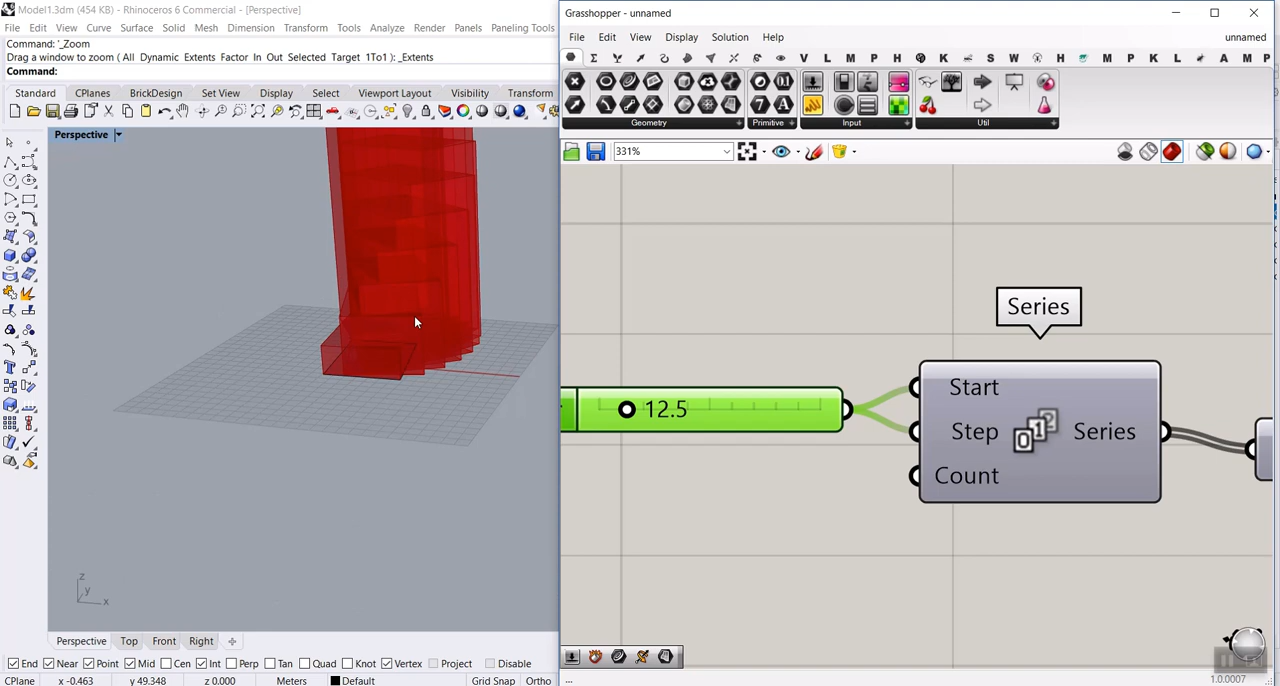 Model1.3dm (454 KB) - Rhinoceros 6 Commercial - [Perspective]
File Edit View Curve Surface Solid Mesh Dimension Transform Tools Analyze Render Panels Paneling Tools
Command: '_Zoom
Drag a window to zoom ( All Dynamic Extents Factor In Out Selected Target 1To1 ): _Extents
Command:
Standard CPlanes BrickDesign Set View Display Select Viewport Layout Visibility Transform
Perspective
z
y
x
Perspective Top Front Right
End Near Point Mid Cen Int Perp Tan Quad Knot Vertex Project Disable
CPlane x -0.463 y 49.348 z 0.000 Meters Default Grid Snap Ortho
Grasshopper - unnamed
File Edit View Display Solution Help unnamed
V L M P H K S W H M P K L A M P
Geometry Primitive Input Util
331%
Series
12.5
Start
Step Series
Count
...
1.0.0007